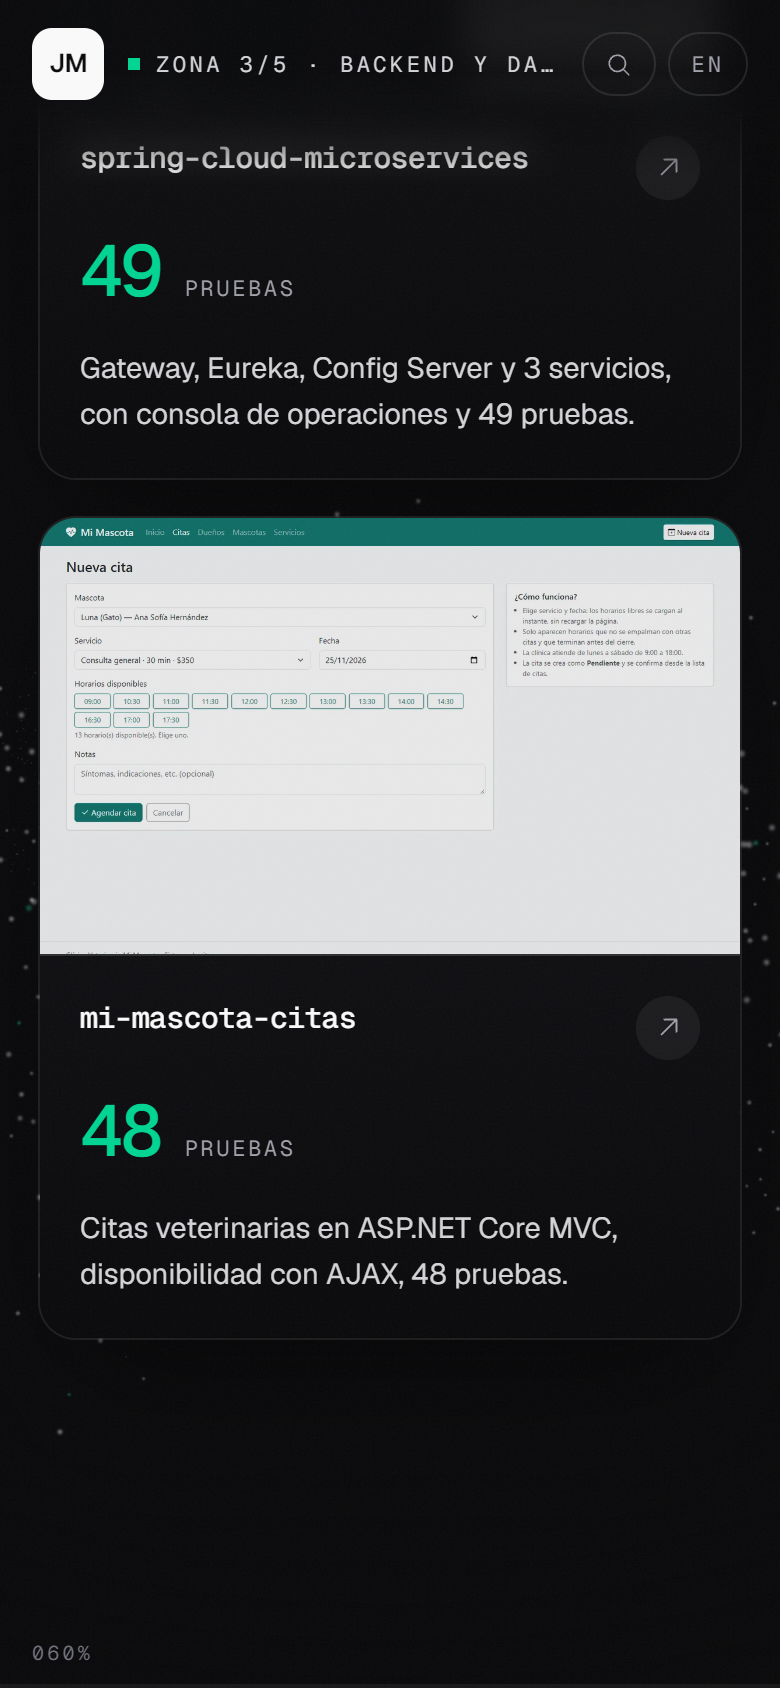 JM
ZONA 3/5 · BACKEND Y DA…
EN
spring-cloud-microservices
49 PRUEBAS
Gateway, Eureka, Config Server y 3 servicios,
con consola de operaciones y 49 pruebas.
Mi Mascota Inicio Citas Dueños Mascotas Servicios Nueva cita
Nueva cita
Mascota
Luna (Gato) — Ana Sofía Hernández
Servicio Fecha
Consulta general · 30 min · $350 25/11/2026
Horarios disponibles
09:00 10:30 11:00 11:30 12:00 12:30 13:00 13:30 14:00 14:30
16:30 17:00 17:30
13 horario(s) disponible(s). Elige uno.
Notas
Síntomas, indicaciones, etc. (opcional)
✓ Agendar cita Cancelar
¿Cómo funciona?
• Elige servicio y fecha: los horarios libres se cargan al
instante, sin recargar la página.
• Solo aparecen horarios que no se empalman con otras
citas y que terminan antes del cierre.
• La clínica atiende de lunes a sábado de 9:00 a 18:00.
• La cita se crea como Pendiente y se confirma desde la lista
de citas.
mi-mascota-citas
48 PRUEBAS
Citas veterinarias en ASP.NET Core MVC,
disponibilidad con AJAX, 48 pruebas.
060%